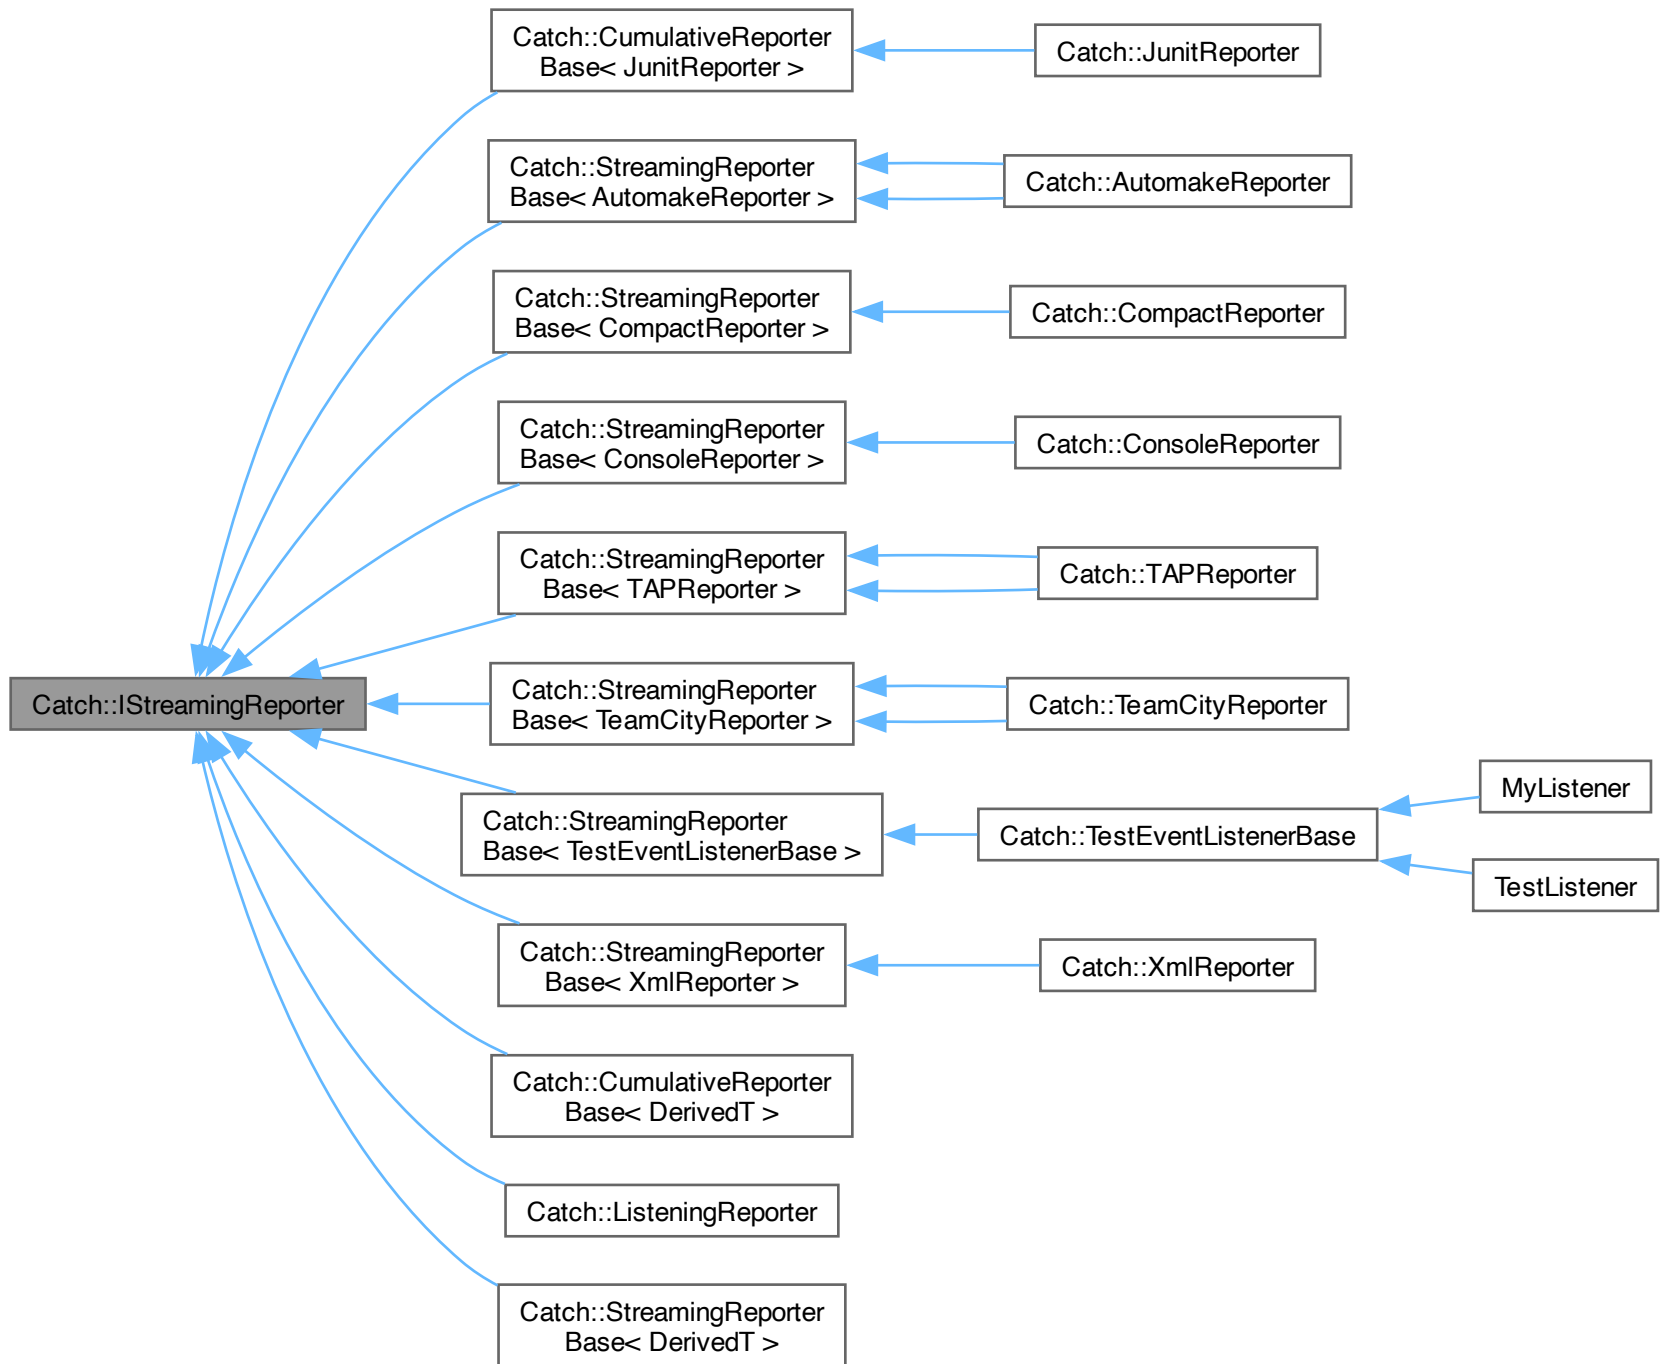 Catch::CumulativeReporter
Base< JunitReporter >
Catch::JunitReporter
Catch::StreamingReporter
Base< AutomakeReporter >
Catch::AutomakeReporter
Catch::StreamingReporter
Base< CompactReporter >
Catch::CompactReporter
Catch::StreamingReporter
Base< ConsoleReporter >
Catch::ConsoleReporter
Catch::StreamingReporter
Base< TAPReporter >
Catch::TAPReporter
Catch::IStreamingReporter
Catch::StreamingReporter
Base< TeamCityReporter >
Catch::TeamCityReporter
Catch::StreamingReporter
Base< TestEventListenerBase >
Catch::TestEventListenerBase
MyListener
TestListener
Catch::StreamingReporter
Base< XmlReporter >
Catch::XmlReporter
Catch::CumulativeReporter
Base< DerivedT >
Catch::ListeningReporter
Catch::StreamingReporter
Base< DerivedT >